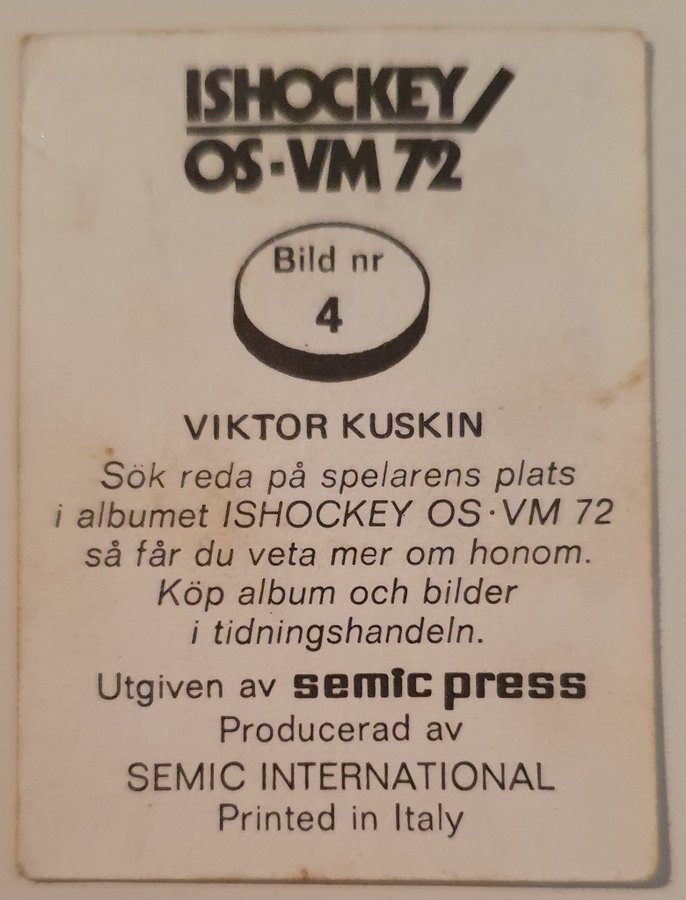 ISHOCKEY/
OS·VM 72
Bild nr
4
VIKTOR KUSKIN
Sök reda på spelarens plats
i albumet ISHOCKEY OS·VM 72
så får du veta mer om honom.
Köp album och bilder
i tidningshandeln.
Utgiven av semic press
Producerad av
SEMIC INTERNATIONAL
Printed in Italy